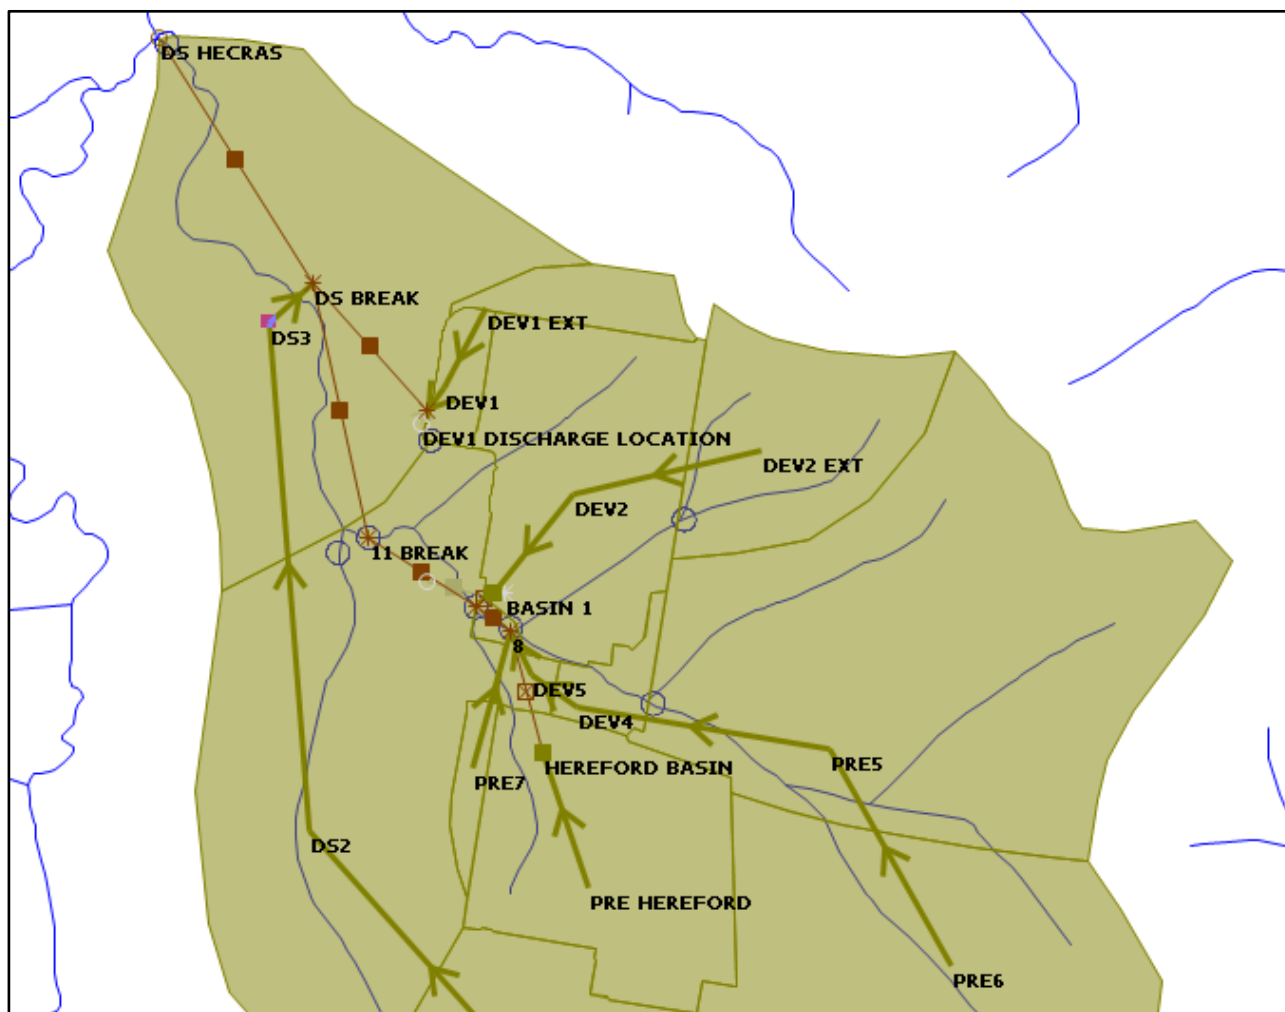 DS HECRAS
DS BREAK
DEV1 EXT
DS3
DEV1
DEV1 DISCHARGE LOCATION
DEV2 EXT
DEV2
11 BREAK
BASIN 1
8
DEV5
DEV4
PRE5
HEREFORD BASIN
PRE7
DS2
PRE HEREFORD
PRE6